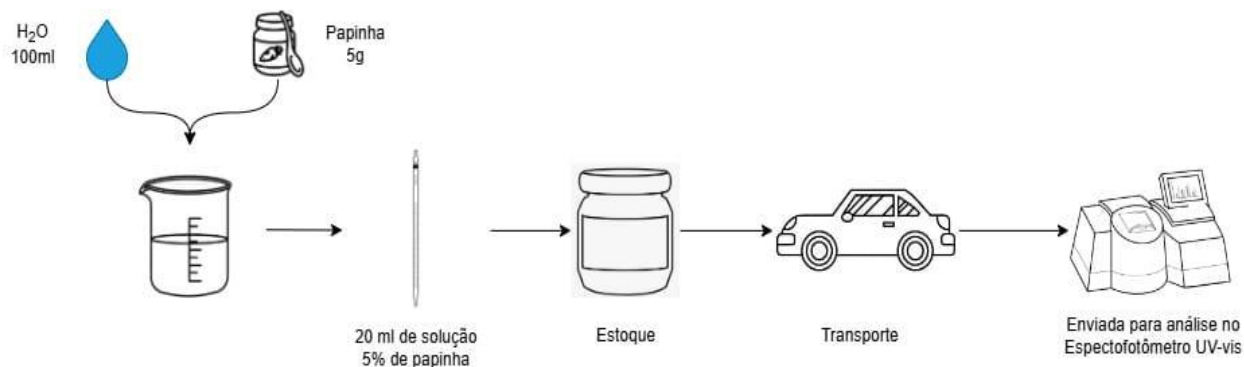 H₂O
100ml
Papinha
5g
20 ml de solução
5% de papinha
Estoque
Transporte
Enviada para análise no
Espectofotômetro UV-vis